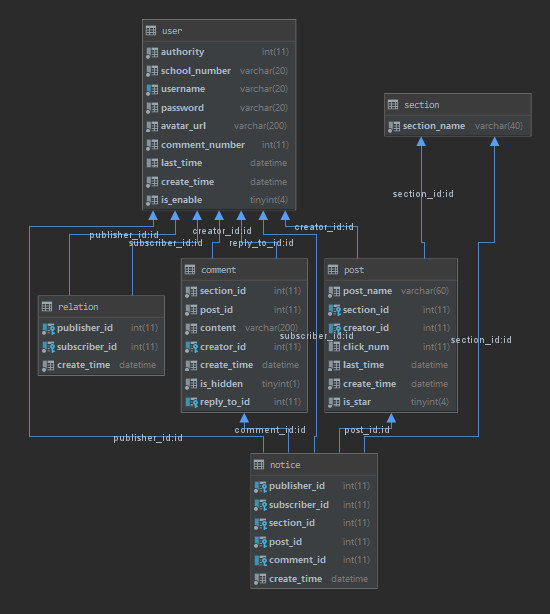 user
authority int(11)
school_number varchar(20)
username varchar(20)
password varchar(20)
avatar_url varchar(200)
comment_number int(11)
last_time datetime
create_time datetime
is_enable tinyint(4)
section
section_name varchar(40)
section_id:id
publisher_id:id
subscriber_id:id
creator_id:id
reply_to_id:id
creator_id:id
relation
publisher_id int(11)
subscriber_id int(11)
create_time datetime
comment
section_id int(11)
post_id int(11)
content varchar(200)
creator_id int(11)
create_time datetime
is_hidden tinyint(1)
reply_to_id int(11)
subscriber_id:id
post
post_name varchar(60)
section_id int(11)
creator_id int(11)
click_num int(11)
last_time datetime
create_time datetime
is_star tinyint(4)
section_id:id
publisher_id:id
comment_id:id
post_id:id
notice
publisher_id int(11)
subscriber_id int(11)
section_id int(11)
post_id int(11)
comment_id int(11)
create_time datetime